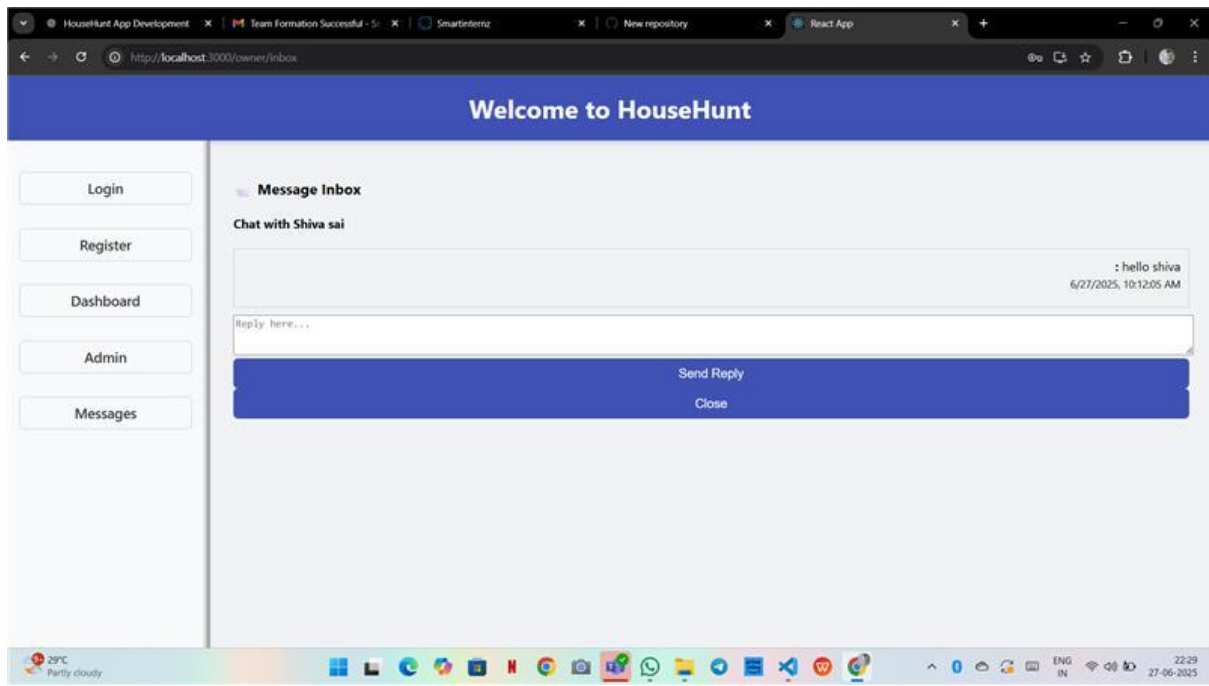 HouseHunt App Development
Team Formation Successful - S
Smartinternz
New repository
React App
http://localhost:3000/owner/inbox
Welcome to HouseHunt
Login
Register
Dashboard
Admin
Messages
Message Inbox
Chat with Shiva sai
: hello shiva
6/27/2025, 10:12:05 AM
Reply here...
Send Reply
Close
29°C
Partly cloudy
ENG
IN
22:29
27-06-2025